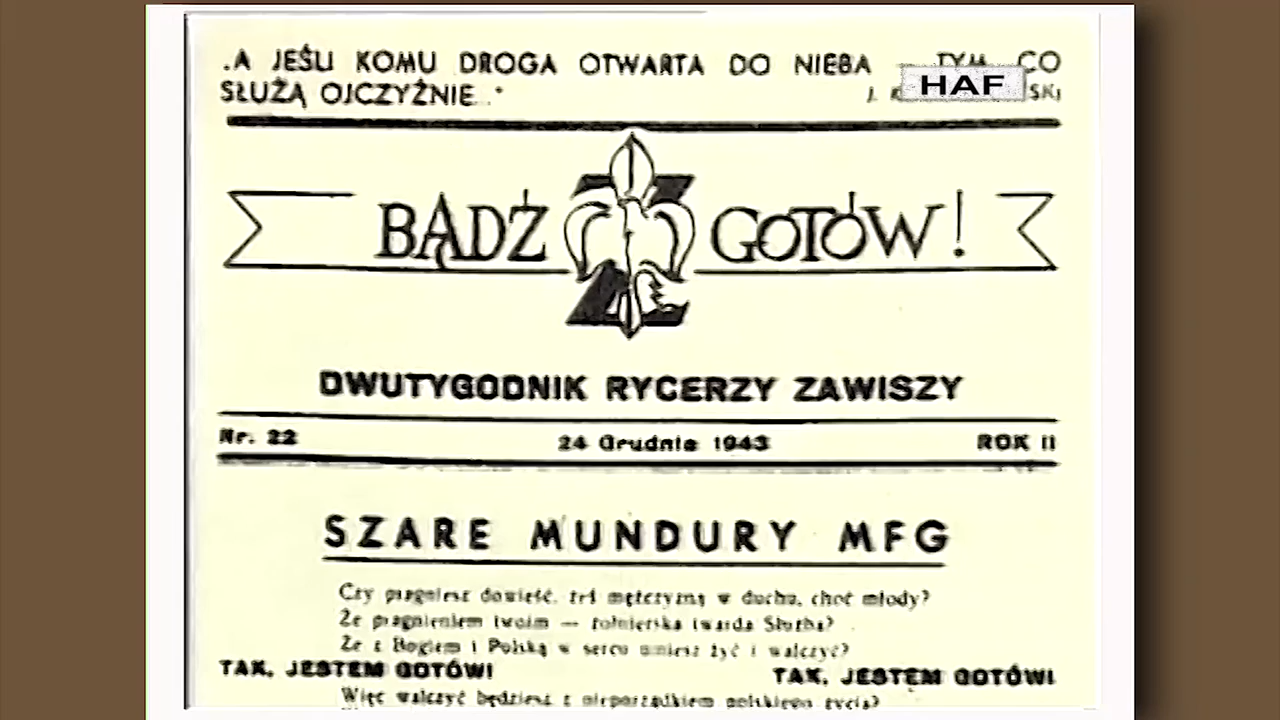 „A JEŚLI KOMU DROGA OTWARTA DO NIEBA — TYM, CO
SŁUŻĄ OJCZYŹNIE..."
J.
HAF
BĄDŹ GOTÓW!
DWUTYGODNIK RYCERZY ZAWISZY
Nr. 22 24 Grudnia 1943 ROK II
SZARE MUNDURY MFG
Czy pragniesz dowieść, żeś mężczyzną w duchu, choć młody?
Że pragnieniem twoim — żołnierska twarda Służba?
Że z Bogiem i Polską w sercu umiesz żyć i walczyć?
TAK, JESTEM GOTÓW! TAK, JESTEM GOTÓW!
Więc walczyć będziesz z nieporządkiem polskiego życia?